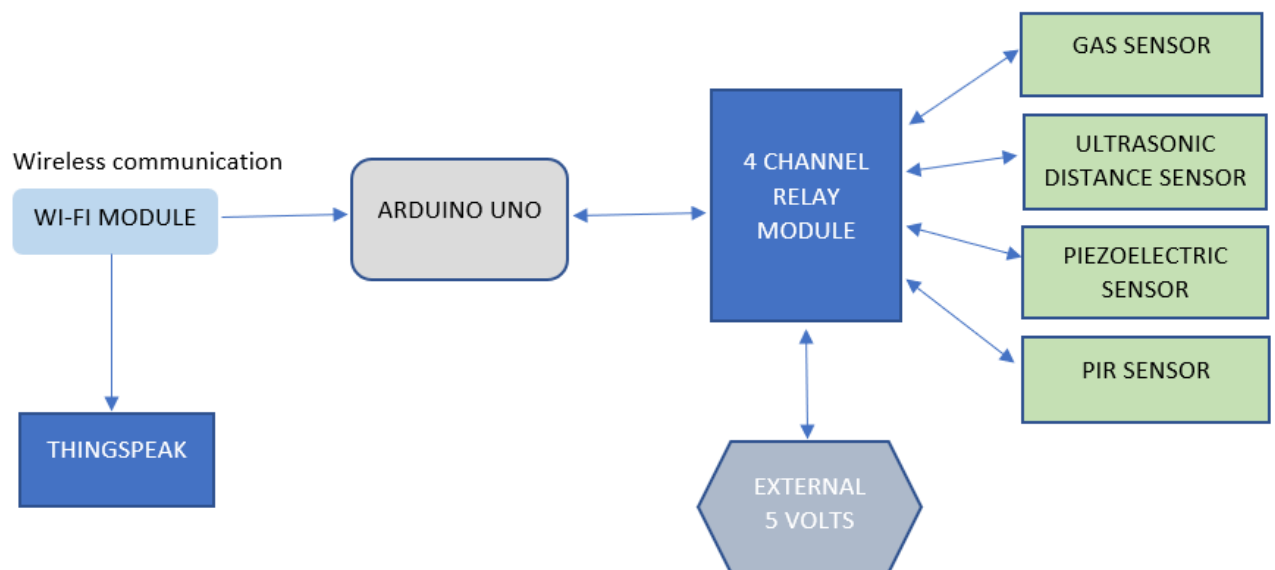 Wireless communication
WI-FI MODULE
THINGSPEAK
ARDUINO UNO
4 CHANNEL
RELAY
MODULE
EXTERNAL
5 VOLTS
GAS SENSOR
ULTRASONIC
DISTANCE SENSOR
PIEZOELECTRIC
SENSOR
PIR SENSOR